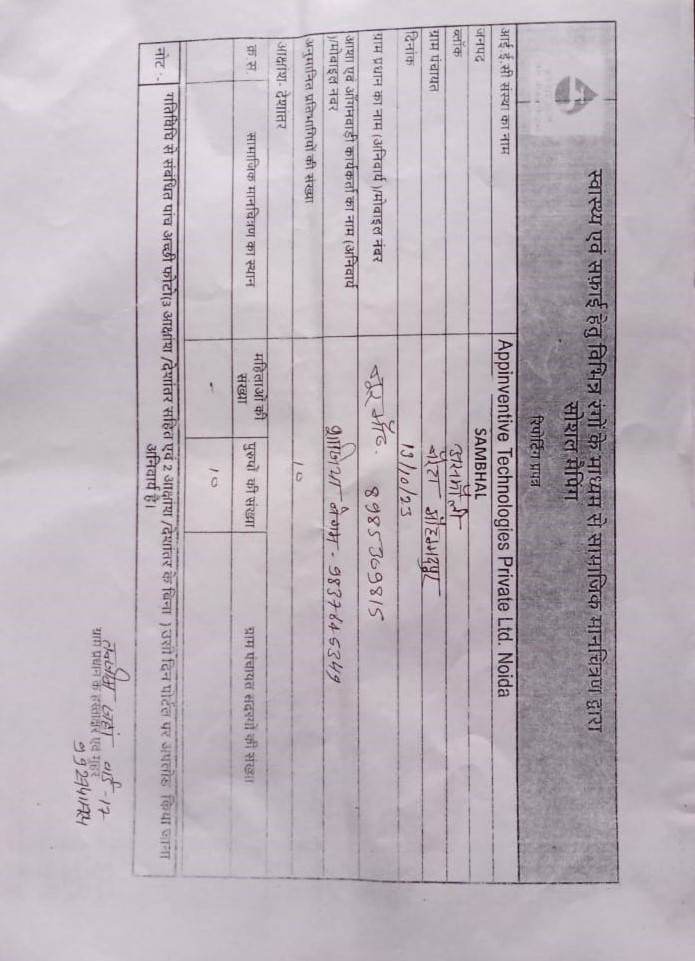 स्वास्थ्य एवं सफ़ाई हेतु विभिन्न रंगों के माध्यम से सामाजिक मानचित्रण द्वारा
सोशल मैपिंग
रिपोर्टिंग प्रपत्र
आई.ई.सी संस्था का नाम Appinventive Technologies Private Ltd. Noida
जनपद SAMBHAL
ब्लॉक
ग्राम पंचायत
दिनांक 13/10/23
ग्राम प्रधान का नाम (अनिवार्य )/मोबाइल नंबर 8985369815
आशा एवं आँगनवाड़ी कार्यकर्ता का नाम (अनिवार्य
)/मोबाइल नंबर
अनुमानित प्रतिभागियों की संख्या 10
आक्षांश - देशांतर
क्र.स. सामाजिक मानचित्रण का स्थान महिलाओं की संख्या पुरुषों की संख्या ग्राम पंचायत सदस्यों की संख्या
- 10
नोट :- गतिविधि से संबंधित पांच अच्छी फोटो(3 आक्षांश /देशांतर सहित एवं 2 आक्षांश /देशांतर के बिना ) उसी दिन पोर्टल पर अपलोड किया जाना
अनिवार्य है।
ग्राम प्रधान के हस्ताक्षर एवं मोहर